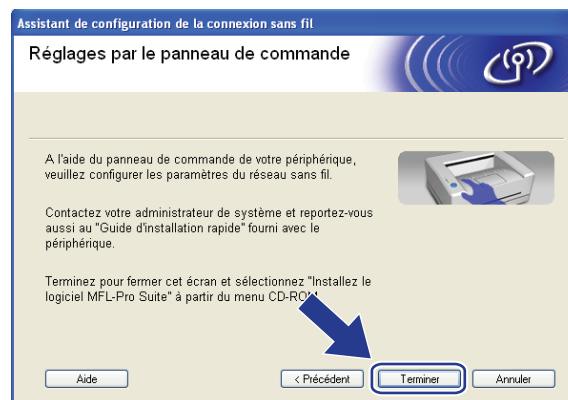 Assistant de configuration de la connexion sans fil
Réglages par le panneau de commande
A l'aide du panneau de commande de votre périphérique,
veuillez configurer les paramètres du réseau sans fil.
Contactez votre administrateur de système et reportez-vous
aussi au "Guide d'installation rapide" fourni avec le
périphérique.
Terminez pour fermer cet écran et sélectionnez "Installez le
logiciel MFL-Pro Suite" à partir du menu CD-ROM
Aide
< Précédent
Terminer
Annuler